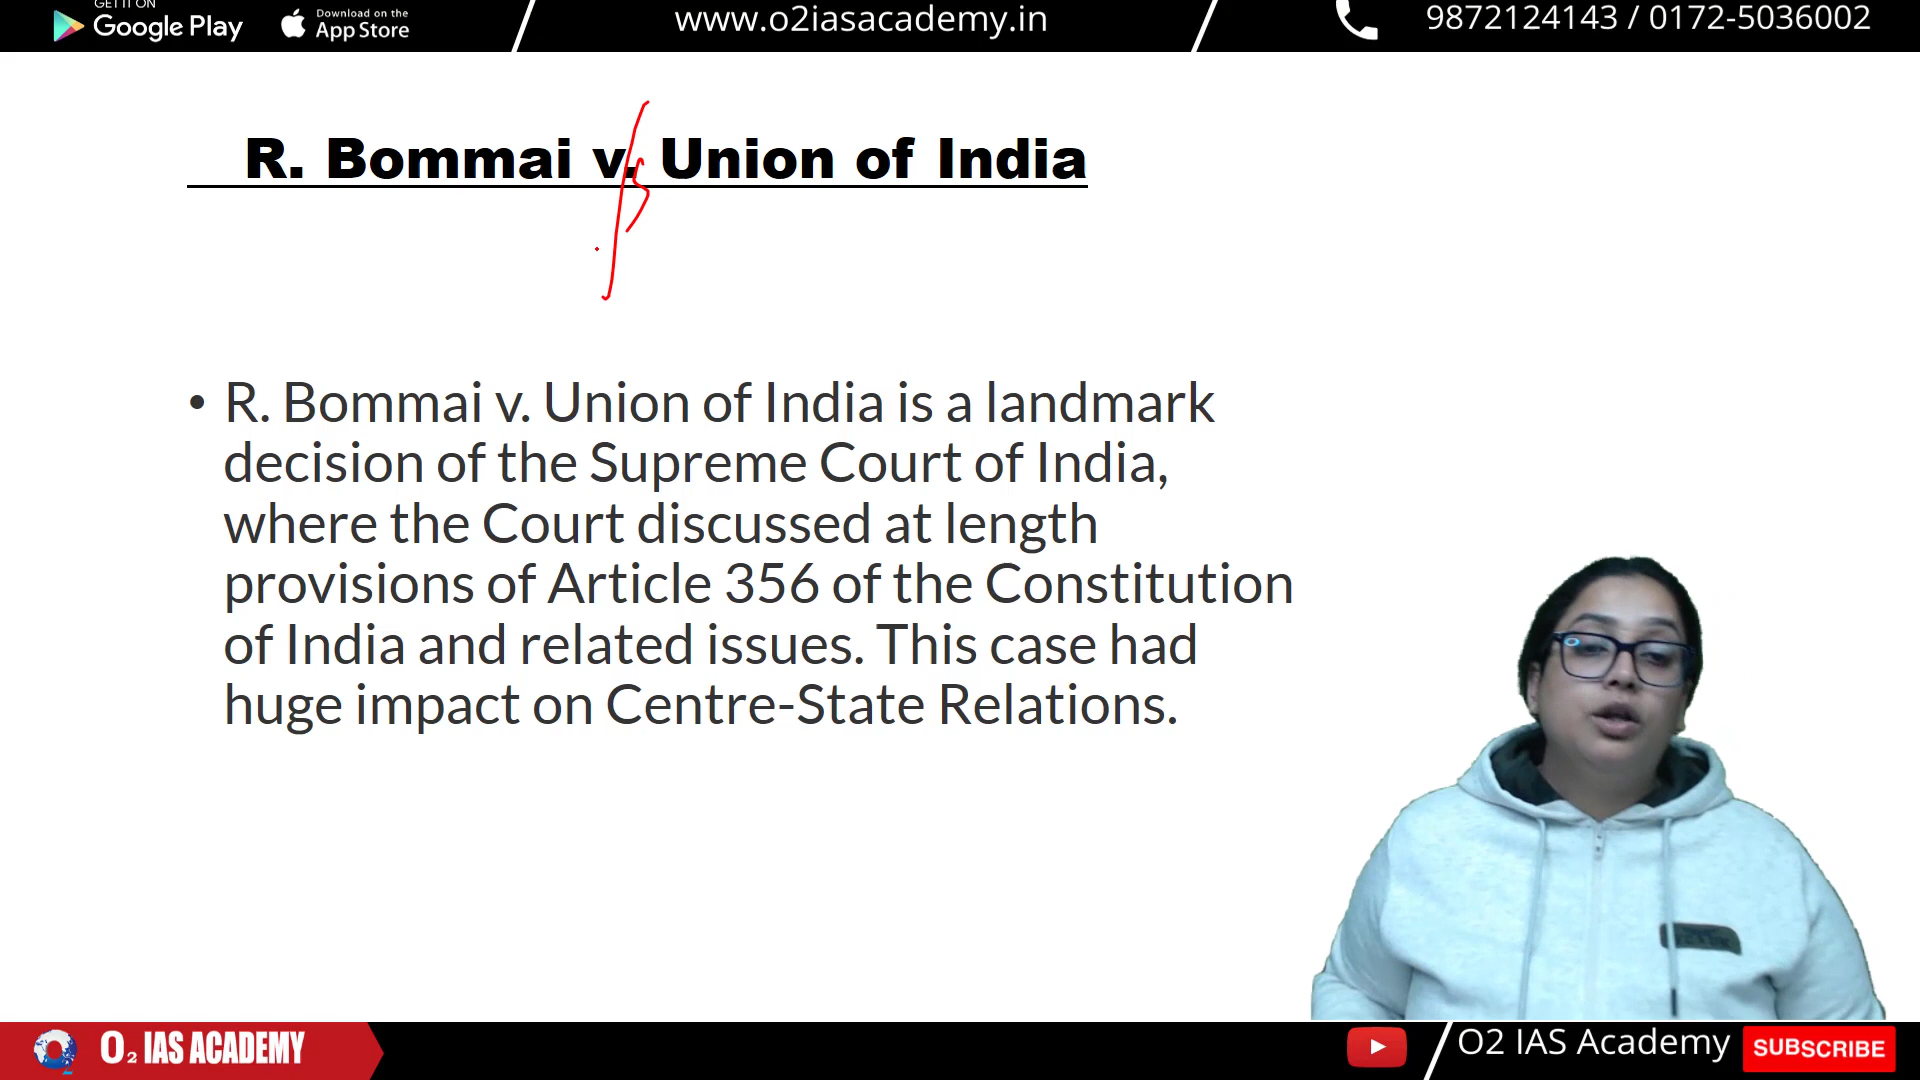 GET IT ON
Google Play
Download on the
App Store
www.o2iasacademy.in
9872124143 / 0172-5036002
R. Bommai v. Union of India
• R. Bommai v. Union of India is a landmark
decision of the Supreme Court of India,
where the Court discussed at length
provisions of Article 356 of the Constitution
of India and related issues. This case had
huge impact on Centre-State Relations.
O2 IAS ACADEMY
O2 IAS Academy
SUBSCRIBE